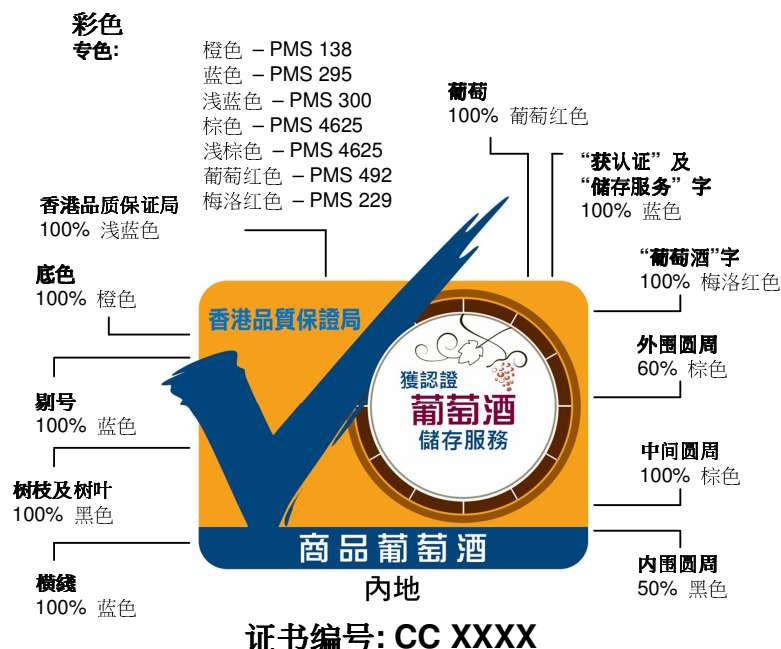 彩色
专色:
橙色 – PMS 138
蓝色 – PMS 295
浅蓝色 – PMS 300
棕色 – PMS 4625
浅棕色 – PMS 4625
葡萄红色 – PMS 492
梅洛红色 – PMS 229
葡萄
100% 葡萄红色
“获认证” 及
“储存服务” 字
100% 蓝色
香港品质保证局
100% 浅蓝色
“葡萄酒”字
100% 梅洛红色
底色
100% 橙色
外围圆周
60% 棕色
剔号
100% 蓝色
中间圆周
100% 棕色
树枝及树叶
100% 黑色
内围圆周
50% 黑色
横綫
100% 蓝色
香港品質保證局
獲認證
葡萄酒
儲存服務
商品葡萄酒
內地
证书编号: CC XXXX